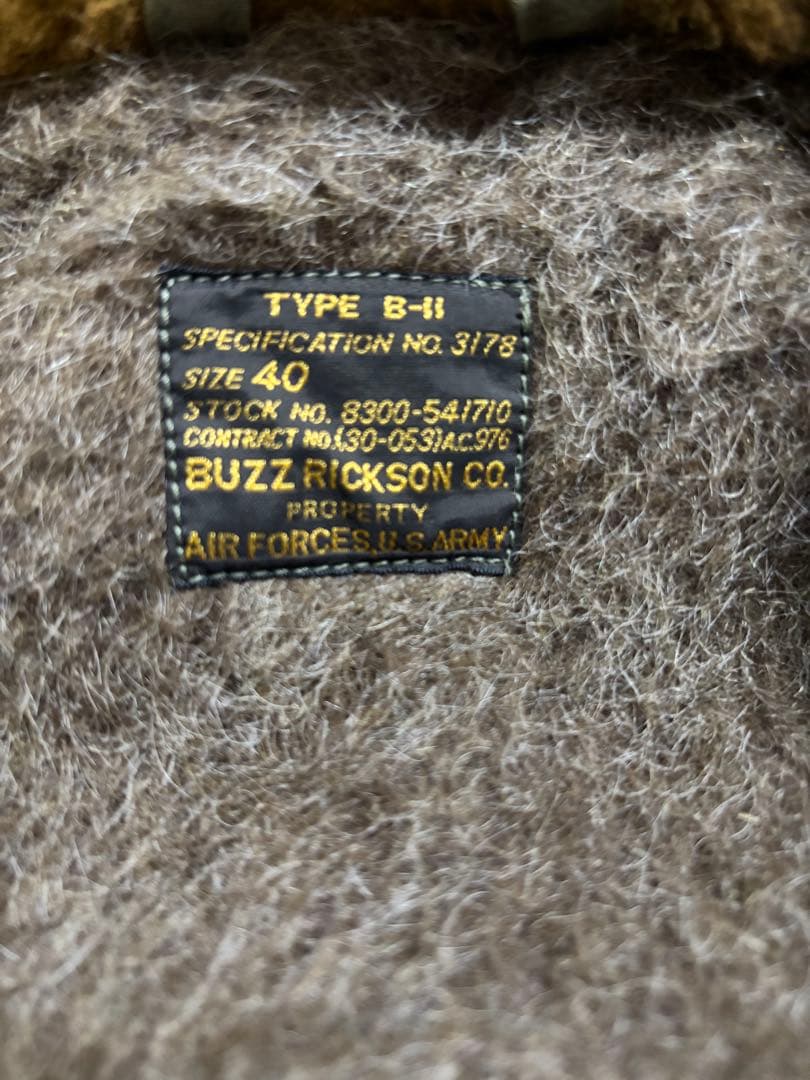 TYPE B-11
SPECIFICATION NO. 3178
SIZE 40
STOCK NO. 8300-541710
CONTRACT NO.(30-053)A.C.976
BUZZ RICKSON CO.
PROPERTY
AIR FORCES, U.S. ARMY